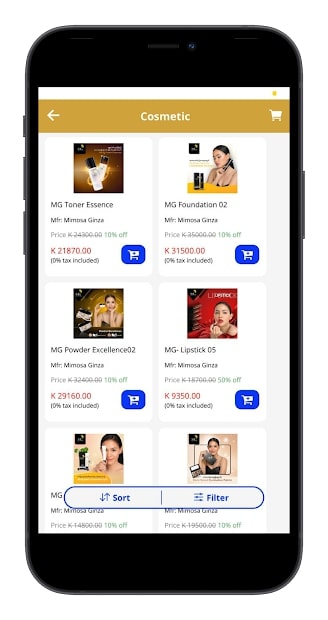 Cosmetic
MG Toner Essence
Mfr: Mimosa Ginza
Price K 24300.00 10% off
K 21870.00
(0% tax included)
MG Foundation 02
Mfr: Mimosa Ginza
Price K 35000.00 10% off
K 31500.00
(0% tax included)
MG Powder Excellence02
Mfr: Mimosa Ginza
Price K 32400.00 10% off
K 29160.00
(0% tax included)
MG- Lipstick 05
Mfr: Mimosa Ginza
Price K 18700.00 50% off
K 9350.00
(0% tax included)
MG
Mfr: Mimosa Ginza
Price K 14800.00 10% off
Mfr: Mimosa Ginza
Price K 19500.00 10% off
Sort
Filter